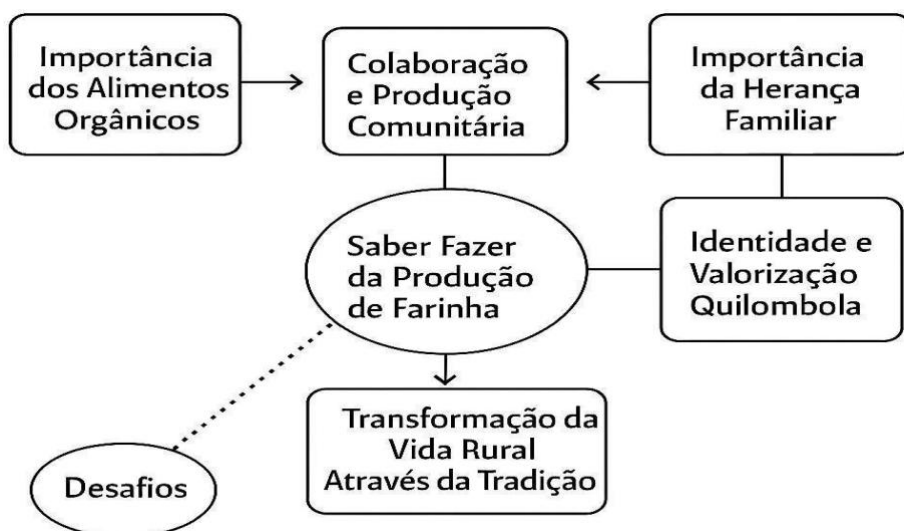 Importância
dos Alimentos
Orgânicos
Colaboração
e Produção
Comunitária
Importância
da Herança
Familiar
Saber Fazer
da Produção
de Farinha
Identidade e
Valorização
Quilombola
Transformação da
Vida Rural
Através da Tradição
Desafios